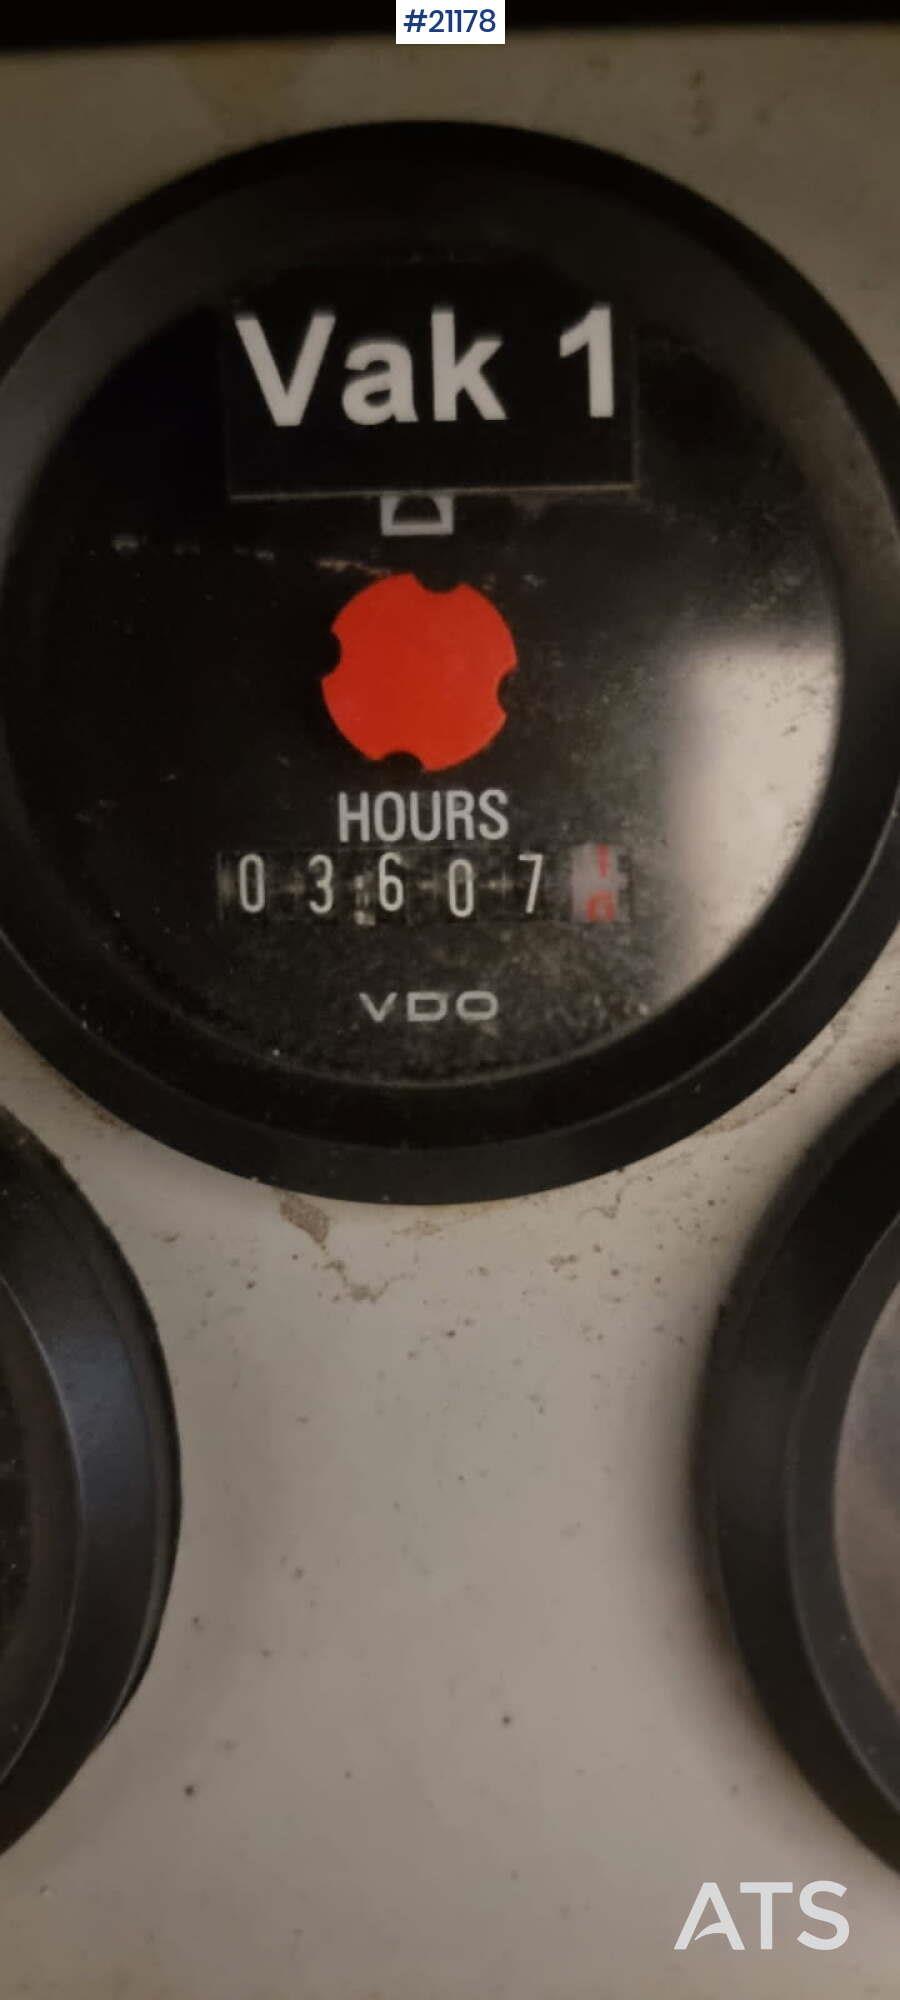 #21178
Vak 1
HOURS
03607
VDO
ATS